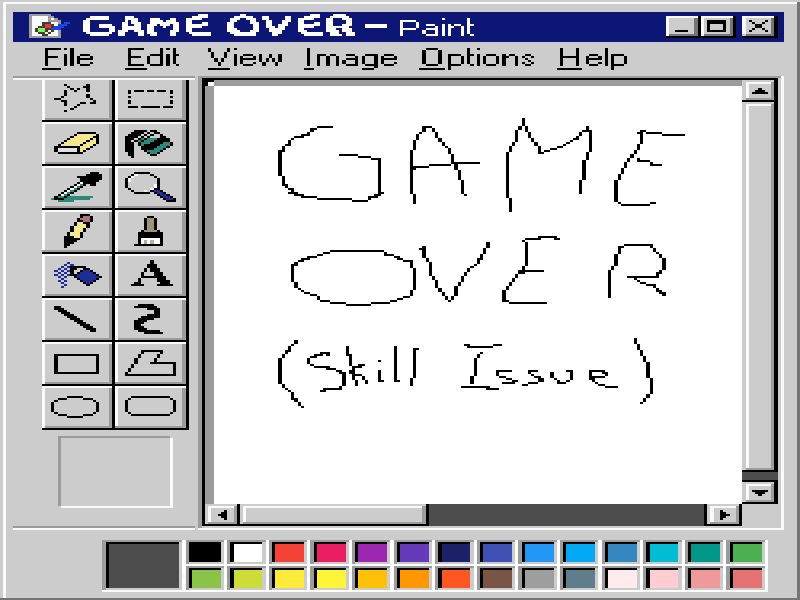 GAME OVER - Paint
File Edit View Image Options Help
A
GAME
OVER
(Skill Issue)